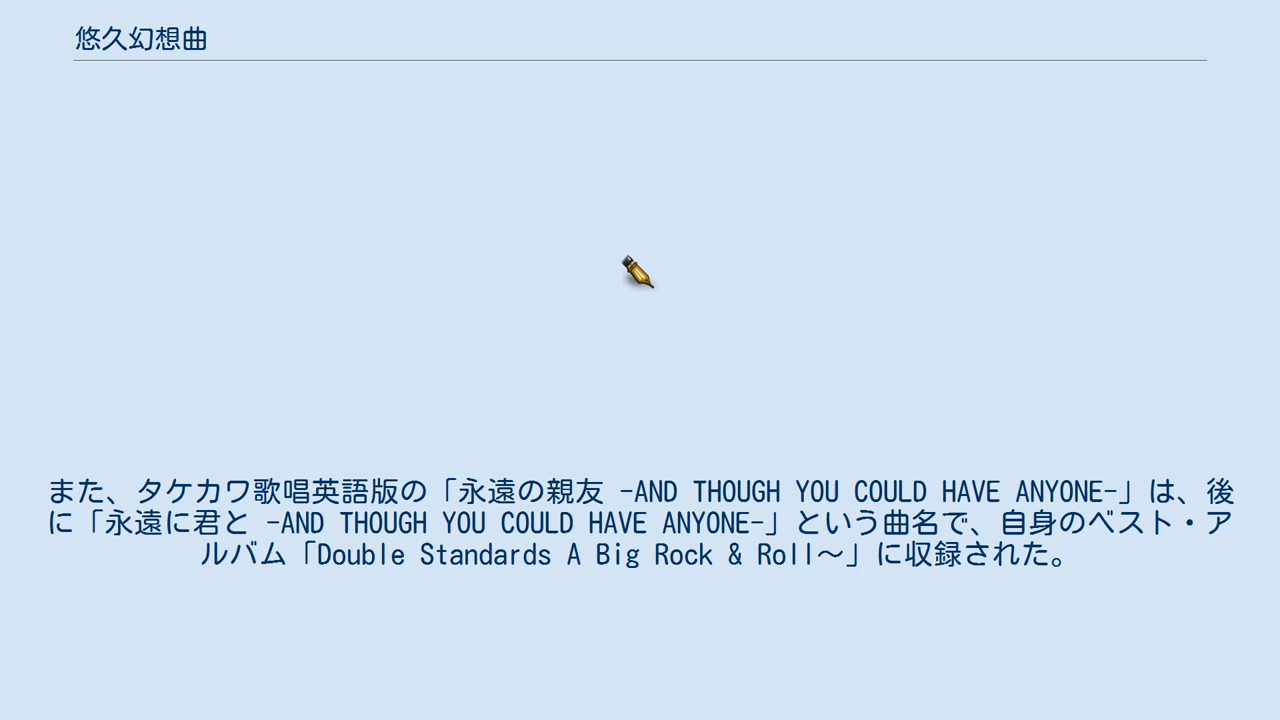 悠久幻想曲
また、タケカワ歌唱英語版の「永遠の親友 -AND THOUGH YOU COULD HAVE ANYONE-」は、後
に「永遠に君と -AND THOUGH YOU COULD HAVE ANYONE-」という曲名で、自身のベスト・ア
ルバム「Double Standards A Big Rock & Roll～」に収録された。